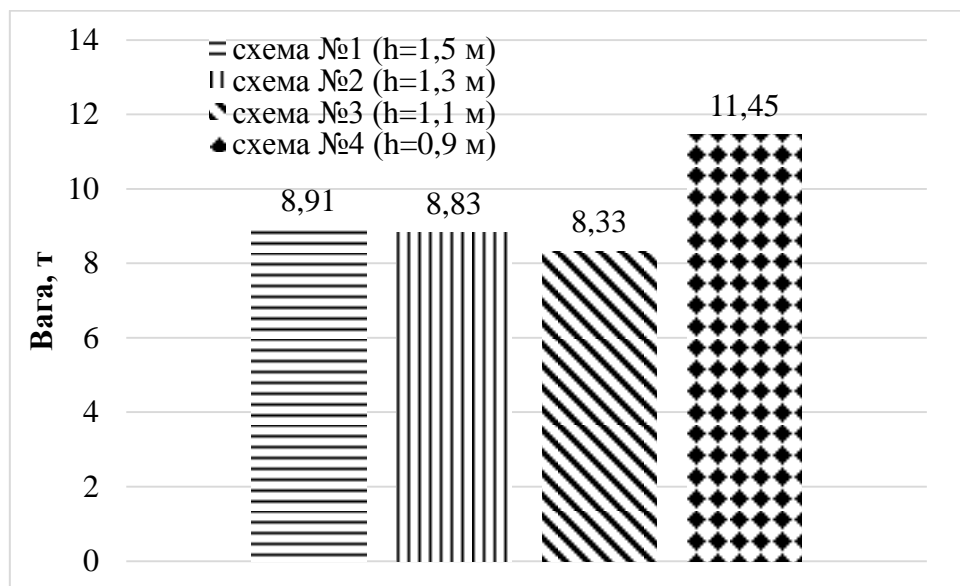 14
12
10
8
6
4
2
0
Вага, т
схема №1 (h=1,5 м)
схема №2 (h=1,3 м)
схема №3 (h=1,1 м)
схема №4 (h=0,9 м)
8,91
8,83
8,33
11,45